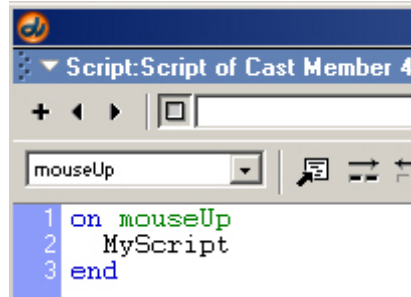 Script:Script of Cast Member 4
mouseUp
1 on mouseUp
2 MyScript
3 end